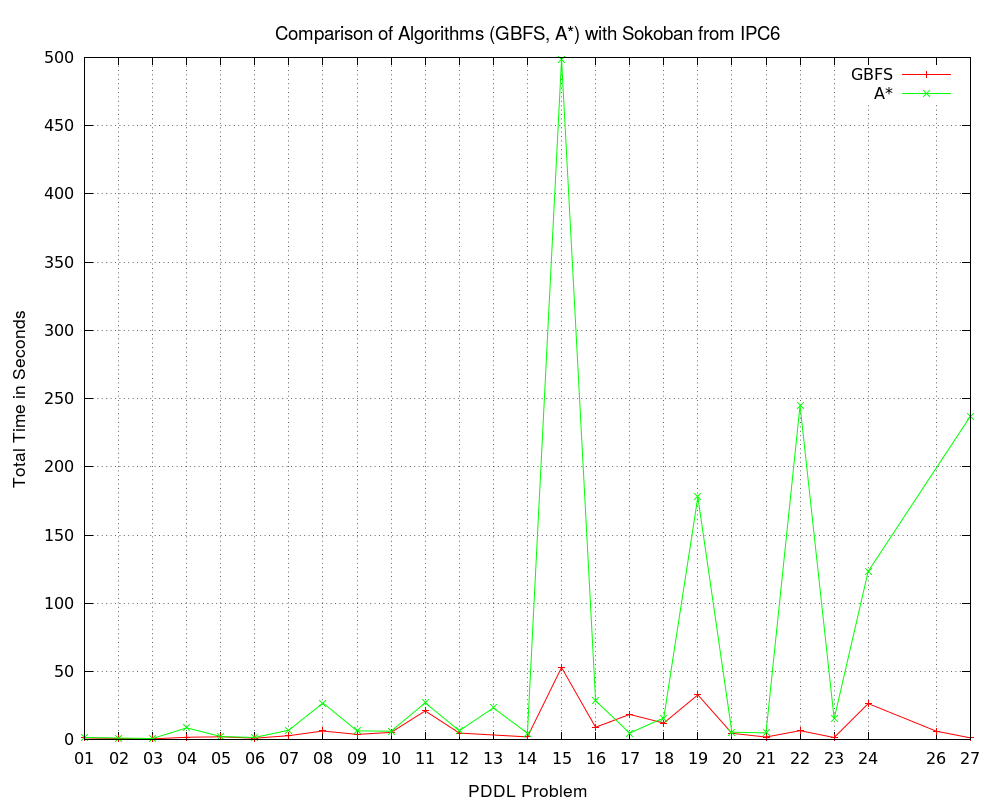 Comparison of Algorithms (GBFS, A*) with Sokoban from IPC6
GBFS
A*
500
450
400
350
300
250
200
150
100
50
0
Total Time in Seconds
01 02 03 04 05 06 07 08 09 10 11 12 13 14 15 16 17 18 19 20 21 22 23 24 26 27
PDDL Problem